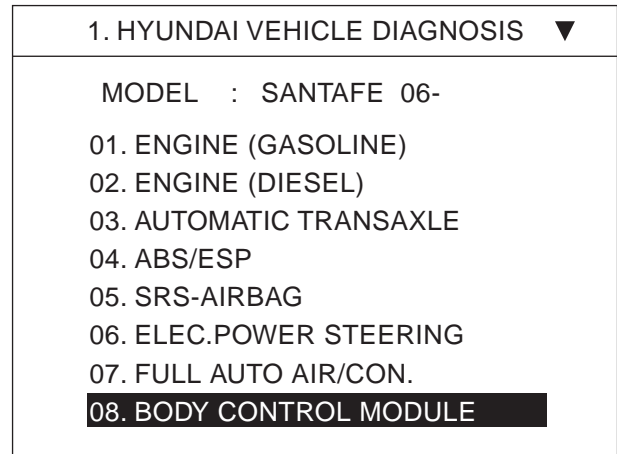 1. HYUNDAI VEHICLE DIAGNOSIS ▼
MODEL : SANTAFE 06-
01. ENGINE (GASOLINE)
02. ENGINE (DIESEL)
03. AUTOMATIC TRANSAXLE
04. ABS/ESP
05. SRS-AIRBAG
06. ELEC.POWER STEERING
07. FULL AUTO AIR/CON.
08. BODY CONTROL MODULE